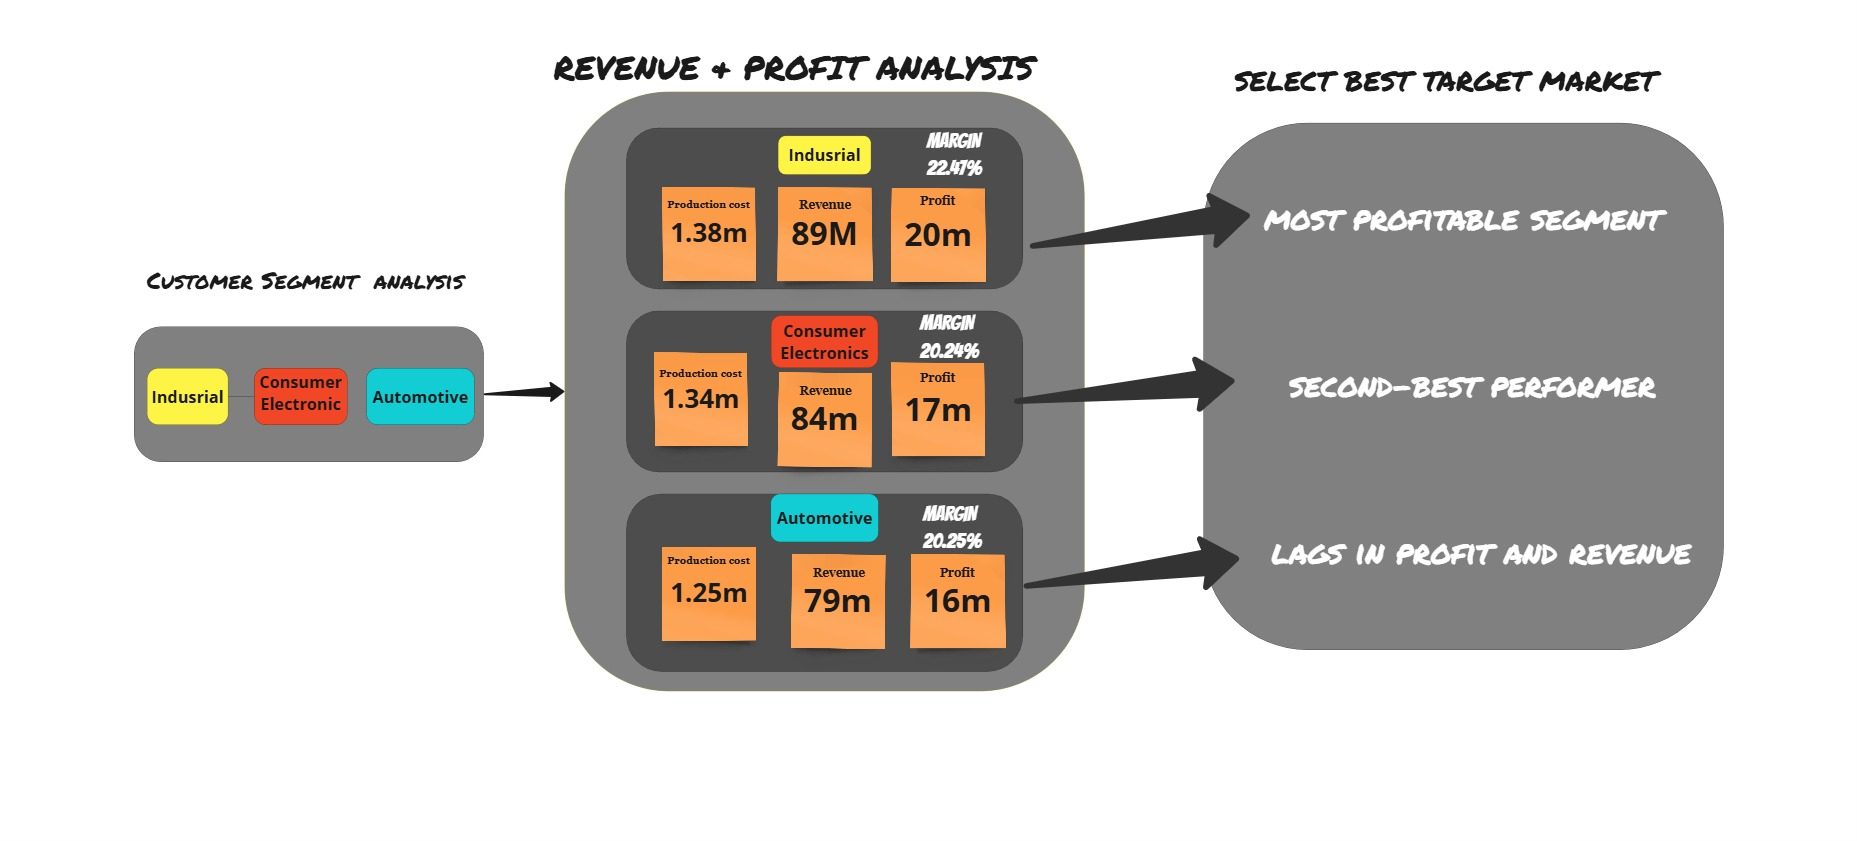 REVENUE & PROFIT ANALYSIS
SELECT BEST TARGET MARKET
Customer Segment analysis
Indusrial
Consumer
Electronic
Automotive
Indusrial
MARGIN
22.47%
Production cost
1.38m
Revenue
89M
Profit
20m
Consumer
Electronics
MARGIN
20.24%
Production cost
1.34m
Revenue
84m
Profit
17m
Automotive
MARGIN
20.25%
Production cost
1.25m
Revenue
79m
Profit
16m
MOST PROFITABLE SEGMENT
SECOND-BEST PERFORMER
LAGS IN PROFIT AND REVENUE